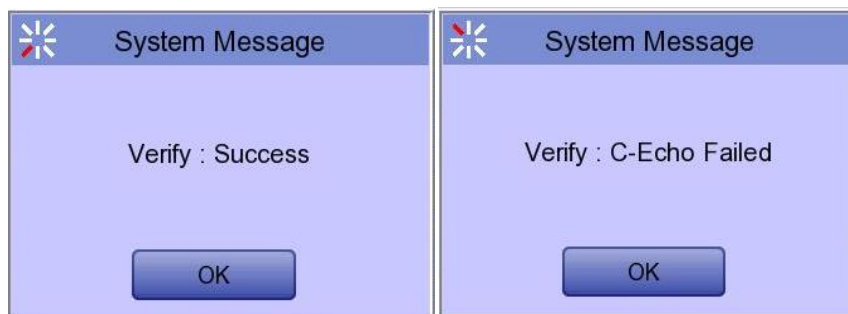 System Message
Verify : Success
OK
System Message
Verify : C-Echo Failed
OK